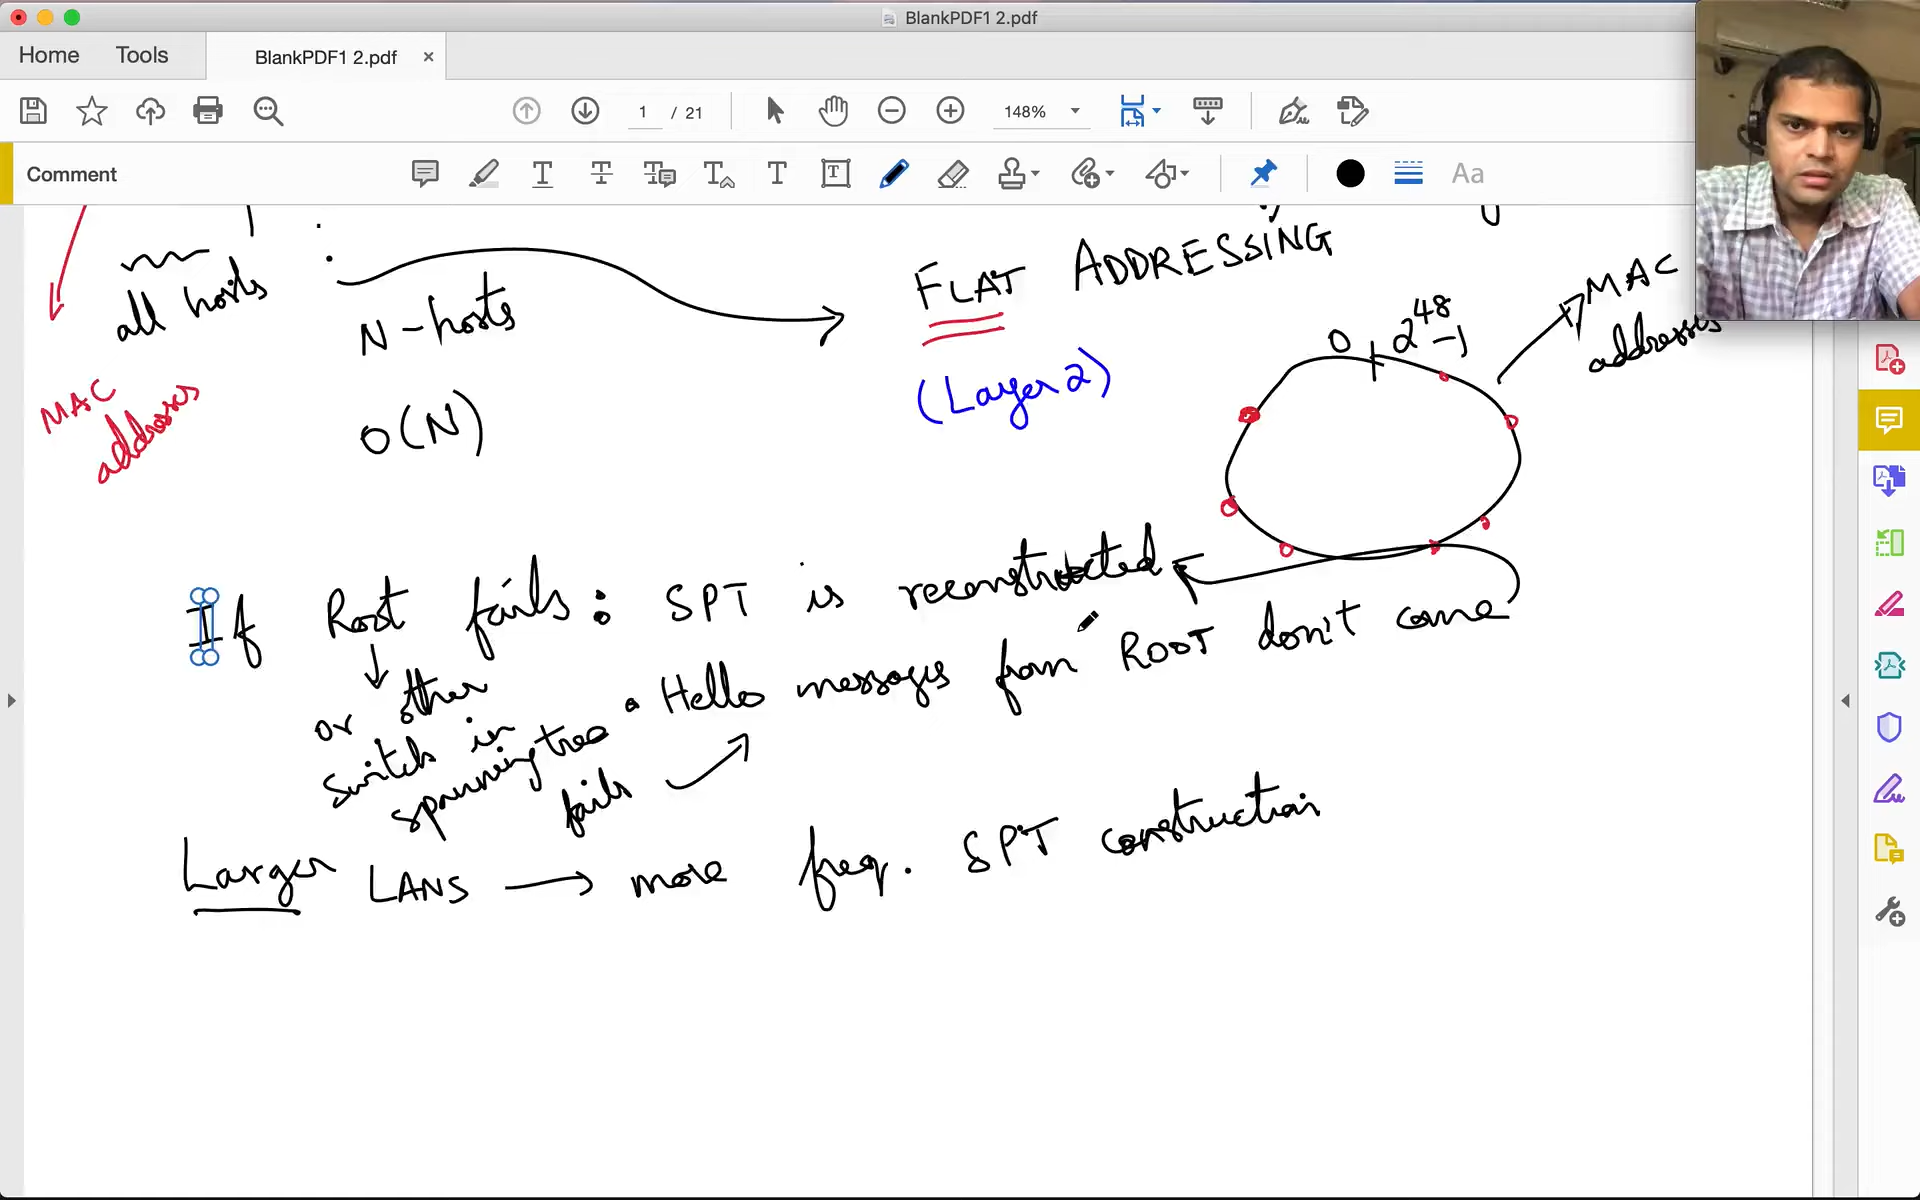 BlankPDF1 2.pdf
Home
Tools
BlankPDF1 2.pdf ×
1 / 21
148%
Comment
Aa
all hosts
N-hosts
O(N)
MAC
addresses
FLAT ADDRESSING
(Layer 2)
0
2^48 -1
MAC
addresses
If Root fails: SPT is reconstructed
or other
switch in
spanning tree
fails
• Hello messages from ROOT don't come
Larger LANS → more freq. SPT construction